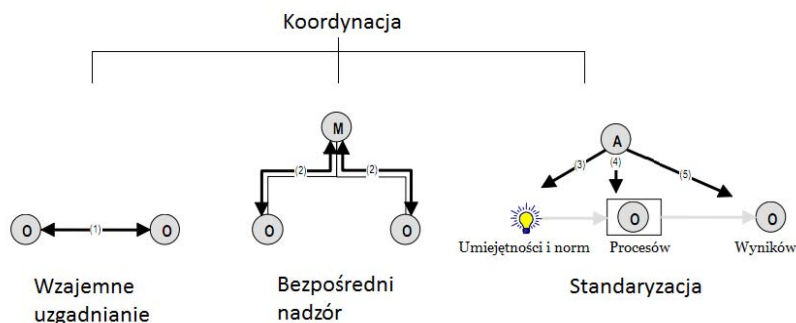 Koordynacja
M
(2) (2)
O O
A
(3) (4) (5)
O (1) O
O O
Umiejętności i norm Procesów Wyników
Wzajemne
uzgadnianie
Bezpośredni
nadzór
Standaryzacja